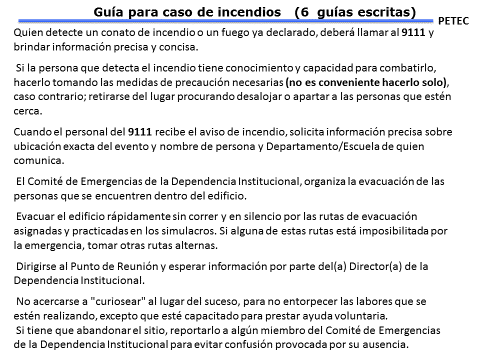 Guía para caso de incendios (6 guías escritas)
PETEC
Quien detecte un conato de incendio o un fuego ya declarado, deberá llamar al 9111 y
brindar información precisa y concisa.
Si la persona que detecta el incendio tiene conocimiento y capacidad para combatirlo,
hacerlo tomando las medidas de precaución necesarias (no es conveniente hacerlo solo),
caso contrario; retirarse del lugar procurando desalojar o apartar a las personas que estén
cerca.
Cuando el personal del 9111 recibe el aviso de incendio, solicita información precisa sobre
ubicación exacta del evento y nombre de persona y Departamento/Escuela de quien
comunica.
El Comité de Emergencias de la Dependencia Institucional, organiza la evacuación de las
personas que se encuentren dentro del edificio.
Evacuar el edificio rápidamente sin correr y en silencio por las rutas de evacuación
asignadas y practicadas en los simulacros. Si alguna de estas rutas está imposibilitada por
la emergencia, tomar otras rutas alternas.
Dirigirse al Punto de Reunión y esperar información por parte del(a) Director(a) de la
Dependencia Institucional.
No acercarse a "curiosear" al lugar del suceso, para no entorpecer las labores que se
estén realizando, excepto que esté capacitado para prestar ayuda voluntaria.
Si tiene que abandonar el sitio, reportarlo a algún miembro del Comité de Emergencias
de la Dependencia Institucional para evitar confusión provocada por su ausencia.